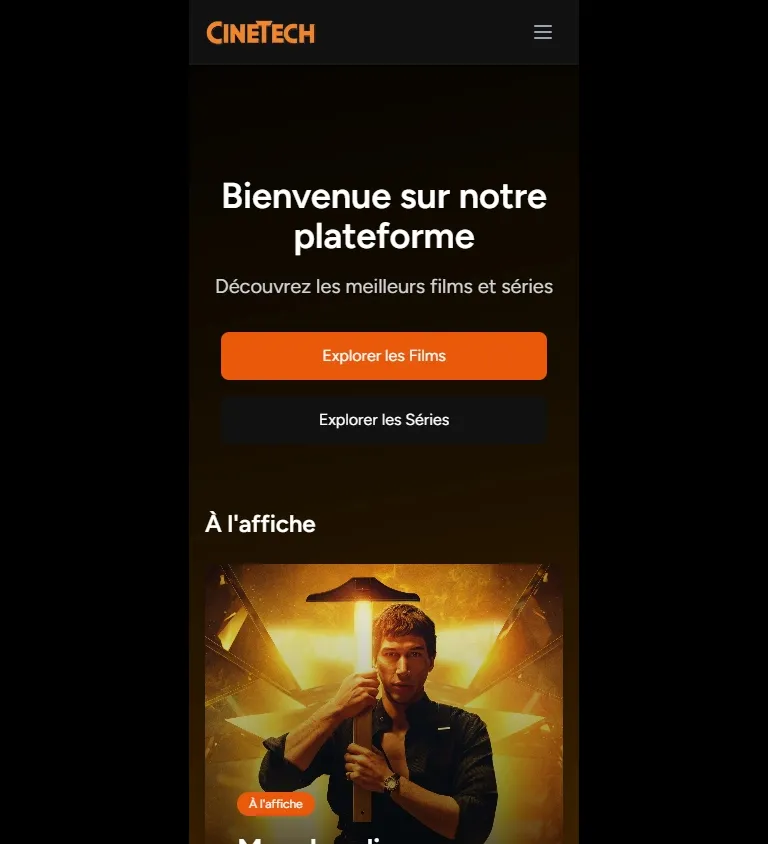 CINETECH
Bienvenue sur notre
plateforme
Découvrez les meilleurs films et séries
Explorer les Films
Explorer les Séries
À l'affiche
À l'affiche